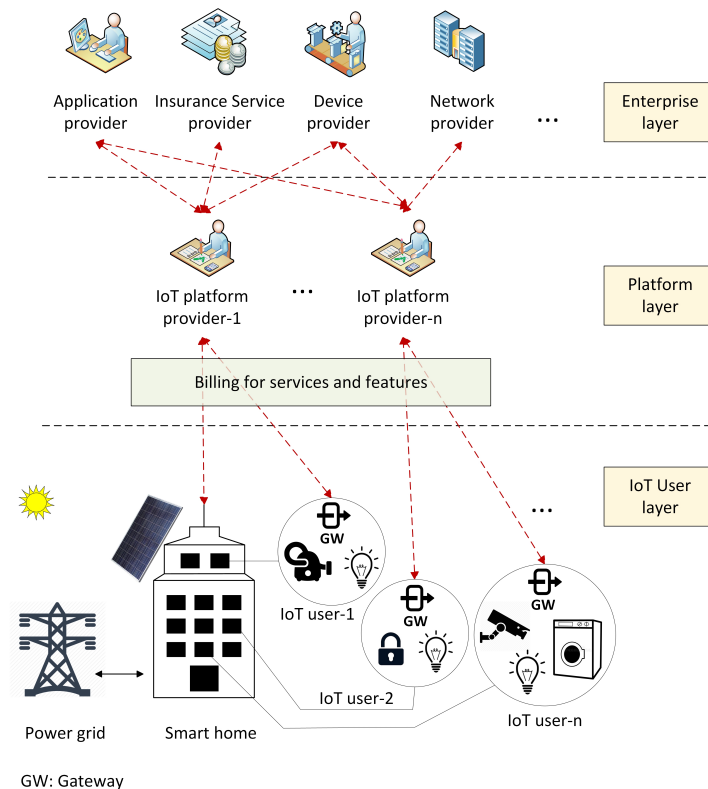 Application
provider
Insurance Service
provider
Device
provider
Network
provider
...
Enterprise
layer
IoT platform
provider-1
...
IoT platform
provider-n
Platform
layer
Billing for services and features
IoT User
layer
...
GW
IoT user-1
GW
IoT user-2
GW
IoT user-n
Power grid
Smart home
GW: Gateway